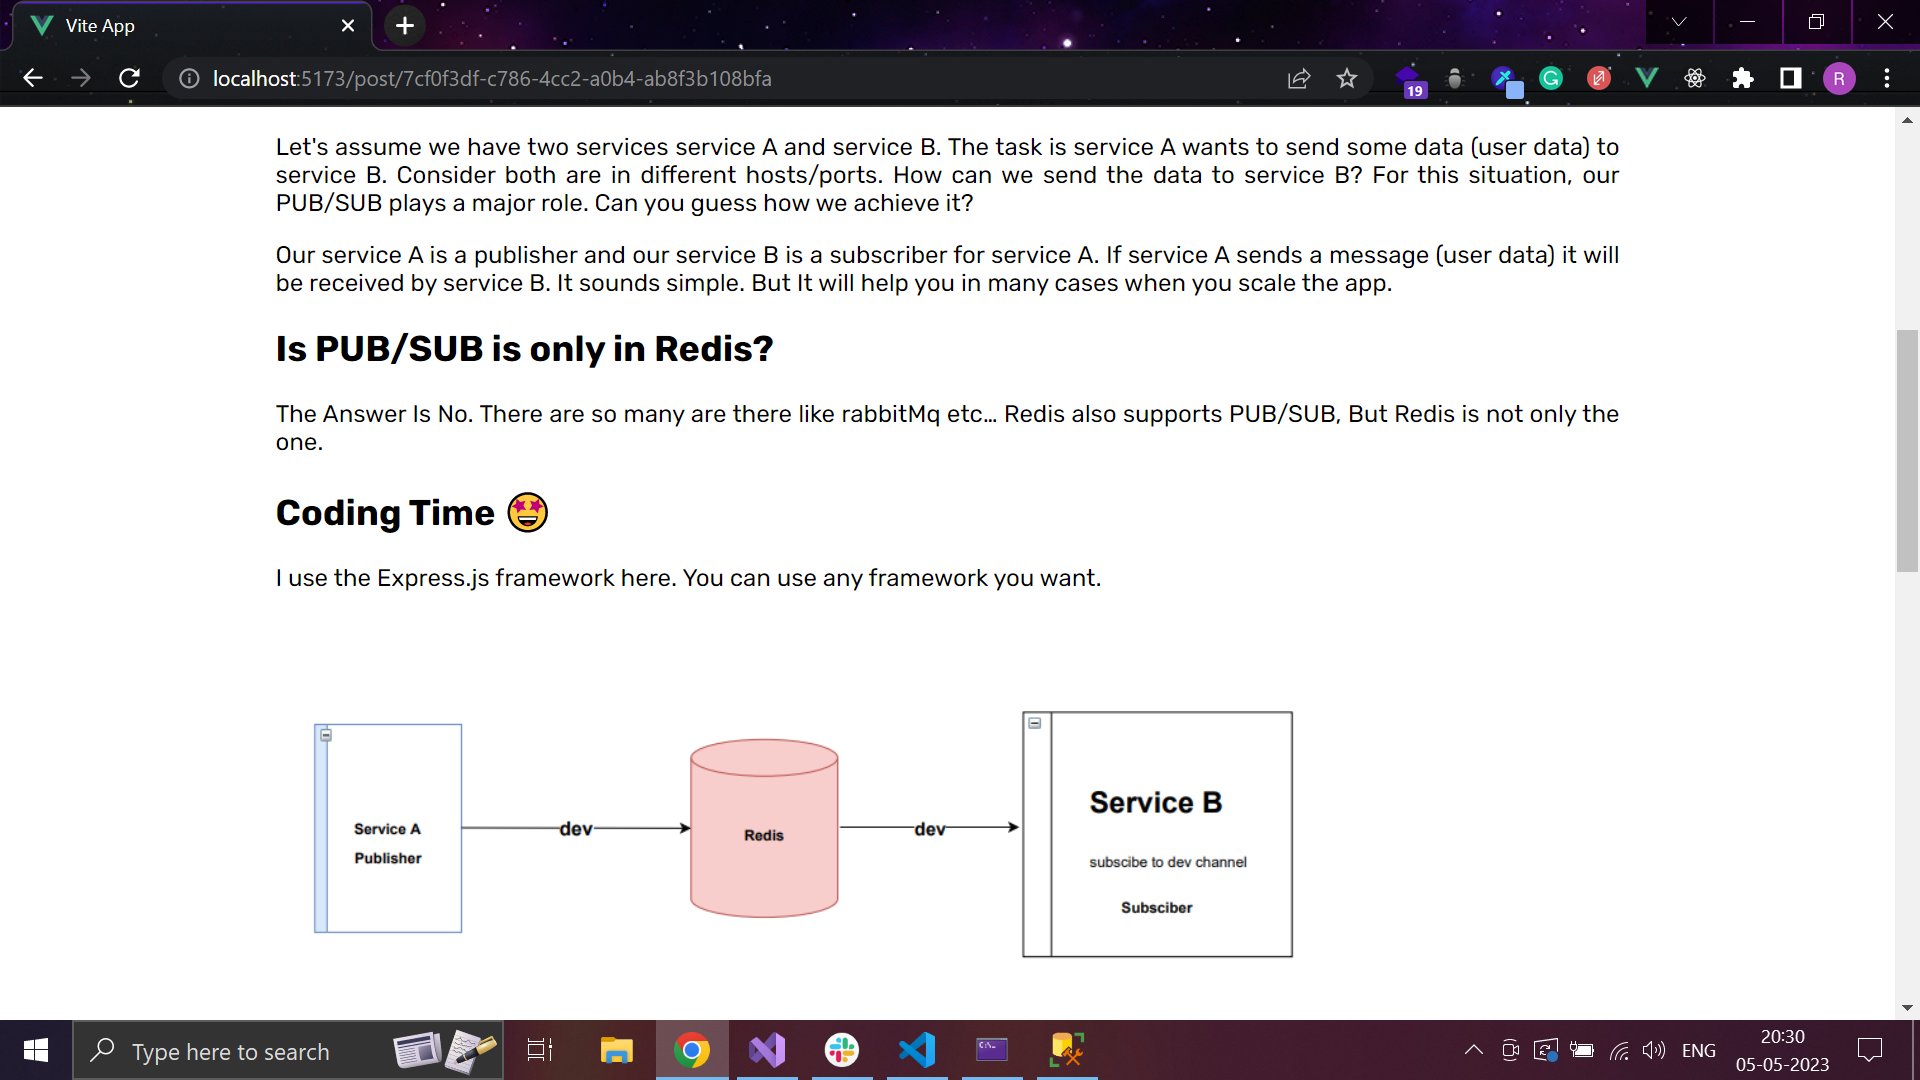 Vite App
localhost:5173/post/7cf0f3df-c786-4cc2-a0b4-ab8f3b108bfa
19
R
Let's assume we have two services service A and service B. The task is service A wants to send some data (user data) to
service B. Consider both are in different hosts/ports. How can we send the data to service B? For this situation, our
PUB/SUB plays a major role. Can you guess how we achieve it?
Our service A is a publisher and our service B is a subscriber for service A. If service A sends a message (user data) it will
be received by service B. It sounds simple. But It will help you in many cases when you scale the app.
Is PUB/SUB is only in Redis?
The Answer Is No. There are so many are there like rabbitMq etc… Redis also supports PUB/SUB, But Redis is not only the
one.
Coding Time 🤩
I use the Express.js framework here. You can use any framework you want.
Service A
Publisher
dev
Redis
dev
Service B
subscibe to dev channel
Subsciber
Type here to search
ENG
20:30
05-05-2023